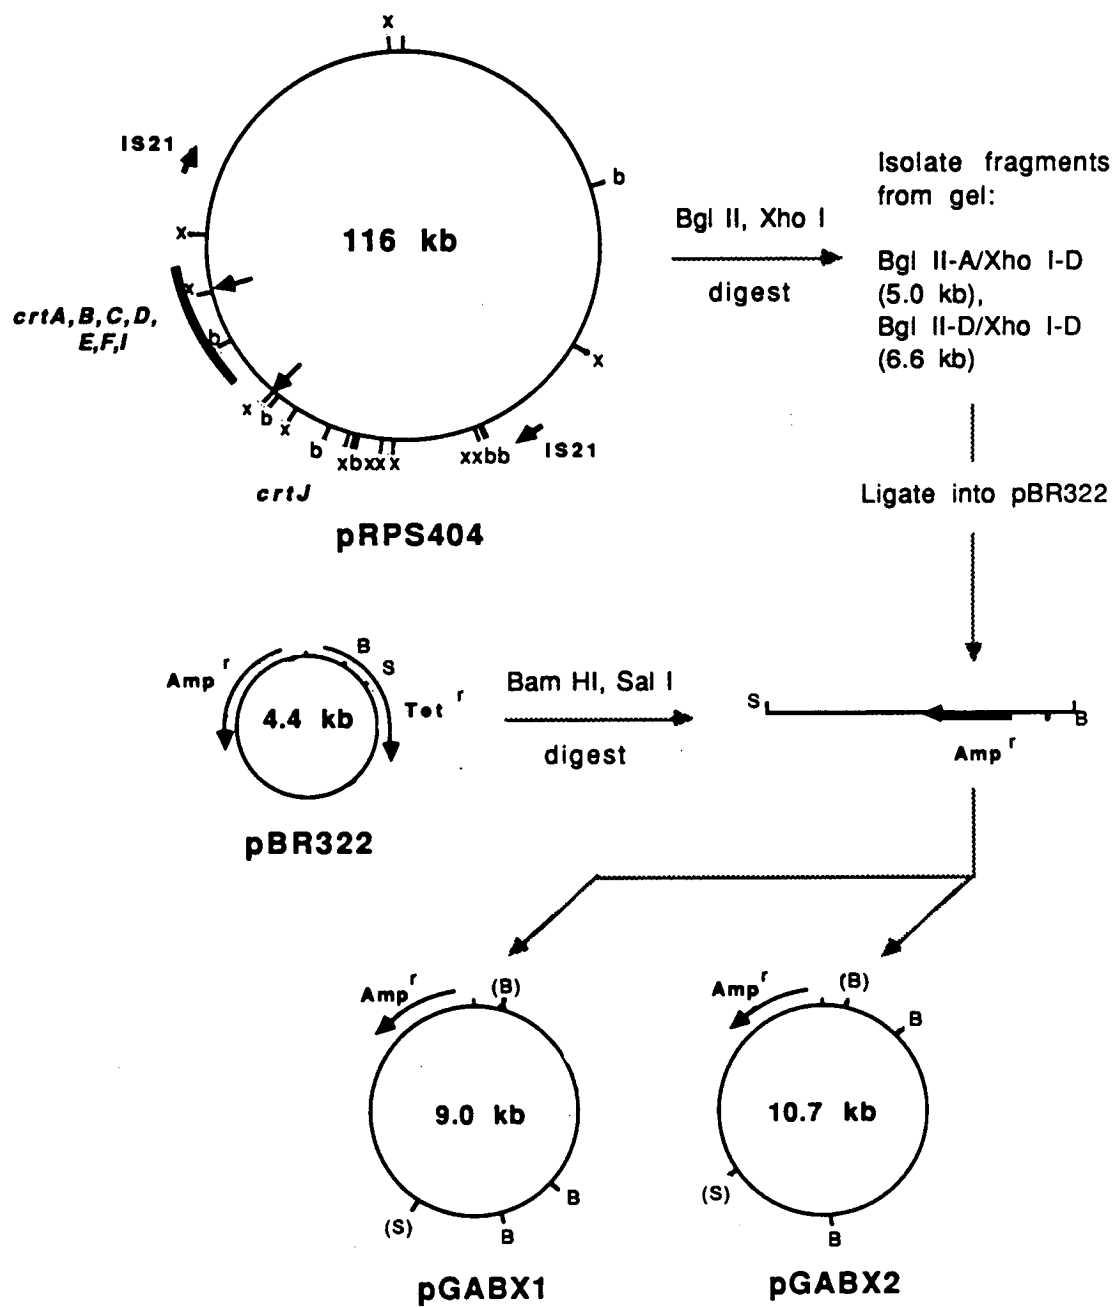 x
IS21
b
x
116 kb
Bgl II, Xho I
digest
Isolate fragments
from gel:
Bgl II-A/Xho I-D
(5.0 kb),
Bgl II-D/Xho I-D
(6.6 kb)
x
crtA,B,C,D,
E,F,I
b
x
x
b
x
b
xbxxx
xxbb
IS21
crtJ
pRPS404
Ligate into pBR322
Amp r
B
S
4.4 kb
Tet r
pBR322
Bam HI, Sal I
digest
S
B
Amp r
Amp r
(B)
9.0 kb
(S)
B
B
pGABX1
Amp r
(B)
B
10.7 kb
(S)
B
pGABX2